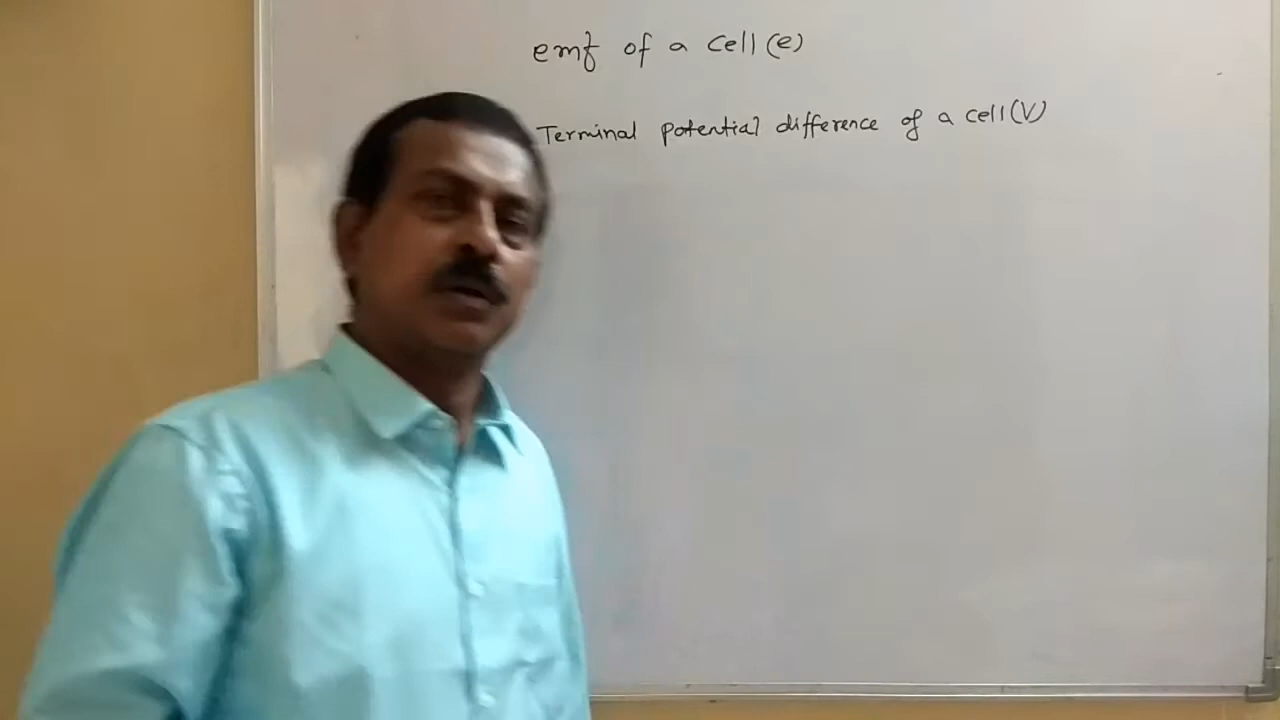 emf of a cell (e)
Terminal potential difference of a cell (V)